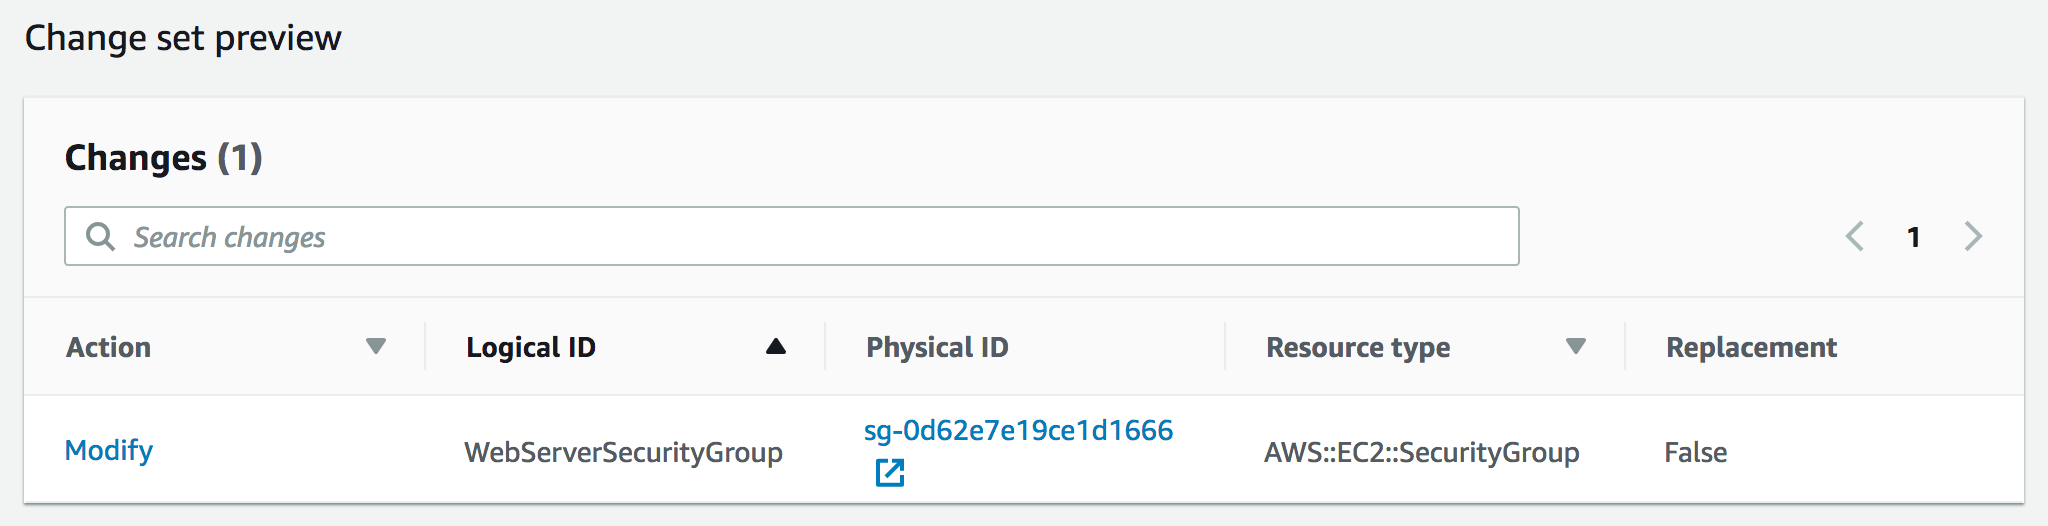 Change set preview
Changes (1)
Search changes
1
Action Logical ID Physical ID Resource type Replacement
Modify WebServerSecurityGroup sg-0d62e7e19ce1d1666 AWS::EC2::SecurityGroup False